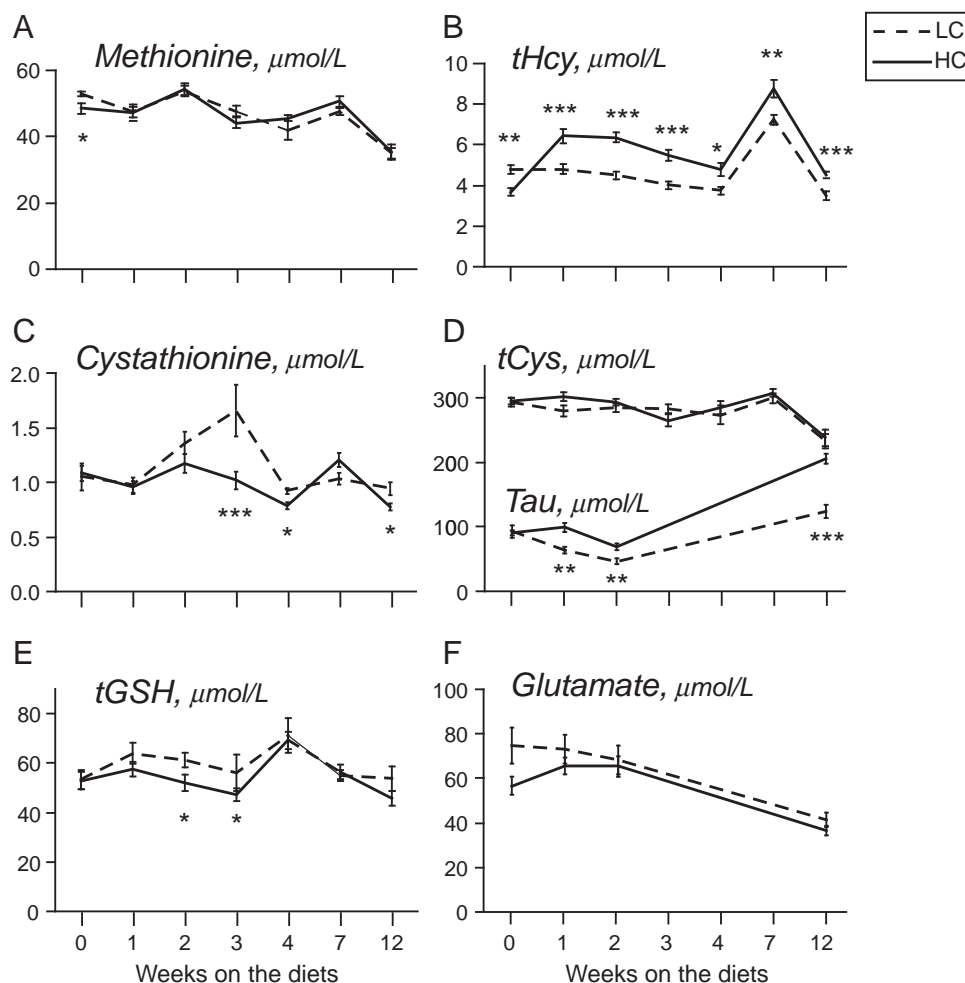 A
Methionine, μmol/L
60
40
20
0
*
B
tHcy, μmol/L
10
8
6
4
2
0
** *** *** *** * ** ***
LC
HC
C
Cystathionine, μmol/L
2.0
1.5
1.0
0.5
0.0
*** * *
D
tCys, μmol/L
300
200
100
0
Tau, μmol/L
** ** ***
E
tGSH, μmol/L
80
60
40
20
0
* *
0 1 2 3 4 7 12
Weeks on the diets
F
Glutamate, μmol/L
100
80
60
40
20
0
0 1 2 3 4 7 12
Weeks on the diets